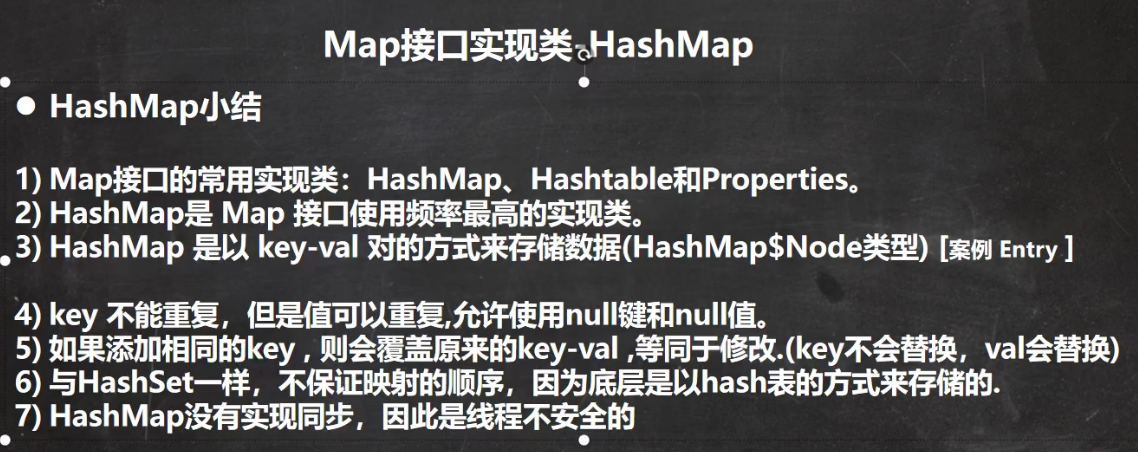 Map接口实现类-HashMap
● HashMap小结
1) Map接口的常用实现类：HashMap、Hashtable和Properties。
2) HashMap是 Map 接口使用频率最高的实现类。
3) HashMap 是以 key-val 对的方式来存储数据(HashMap$Node类型) [案例 Entry ]
4) key 不能重复，但是值可以重复,允许使用null键和null值。
5) 如果添加相同的key , 则会覆盖原来的key-val ,等同于修改.(key不会替换，val会替换)
6) 与HashSet一样，不保证映射的顺序，因为底层是以hash表的方式来存储的.
7) HashMap没有实现同步，因此是线程不安全的